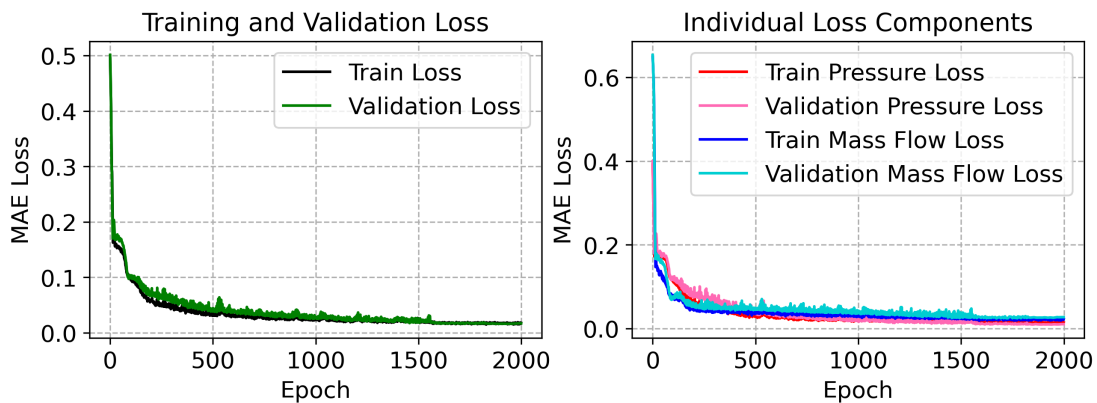 Training and Validation Loss
0.5
0.4
0.3
0.2
0.1
0.0
MAE Loss
Train Loss
Validation Loss
0
500
1000
1500
2000
Epoch
Individual Loss Components
0.6
0.4
0.2
0.0
MAE Loss
Train Pressure Loss
Validation Pressure Loss
Train Mass Flow Loss
Validation Mass Flow Loss
0
500
1000
1500
2000
Epoch